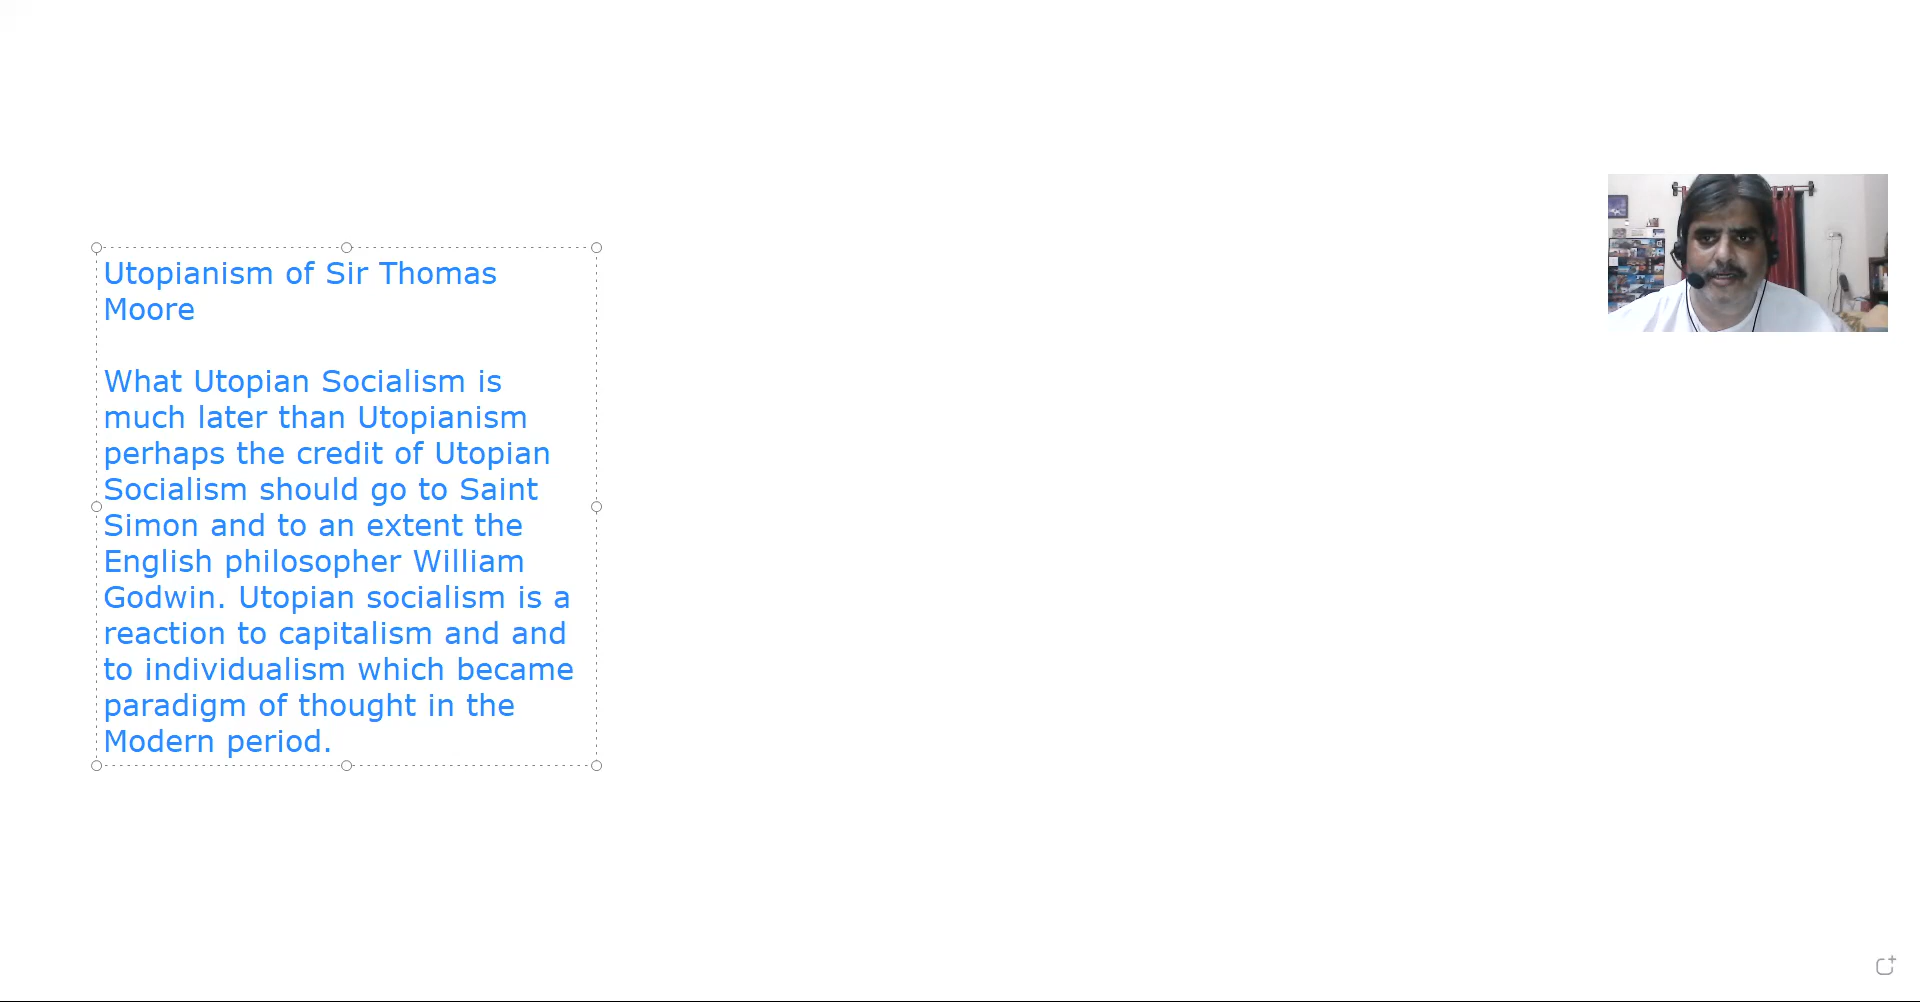 Utopianism of Sir Thomas
Moore
What Utopian Socialism is
much later than Utopianism
perhaps the credit of Utopian
Socialism should go to Saint
Simon and to an extent the
English philosopher William
Godwin. Utopian socialism is a
reaction to capitalism and and
to individualism which became
paradigm of thought in the
Modern period.